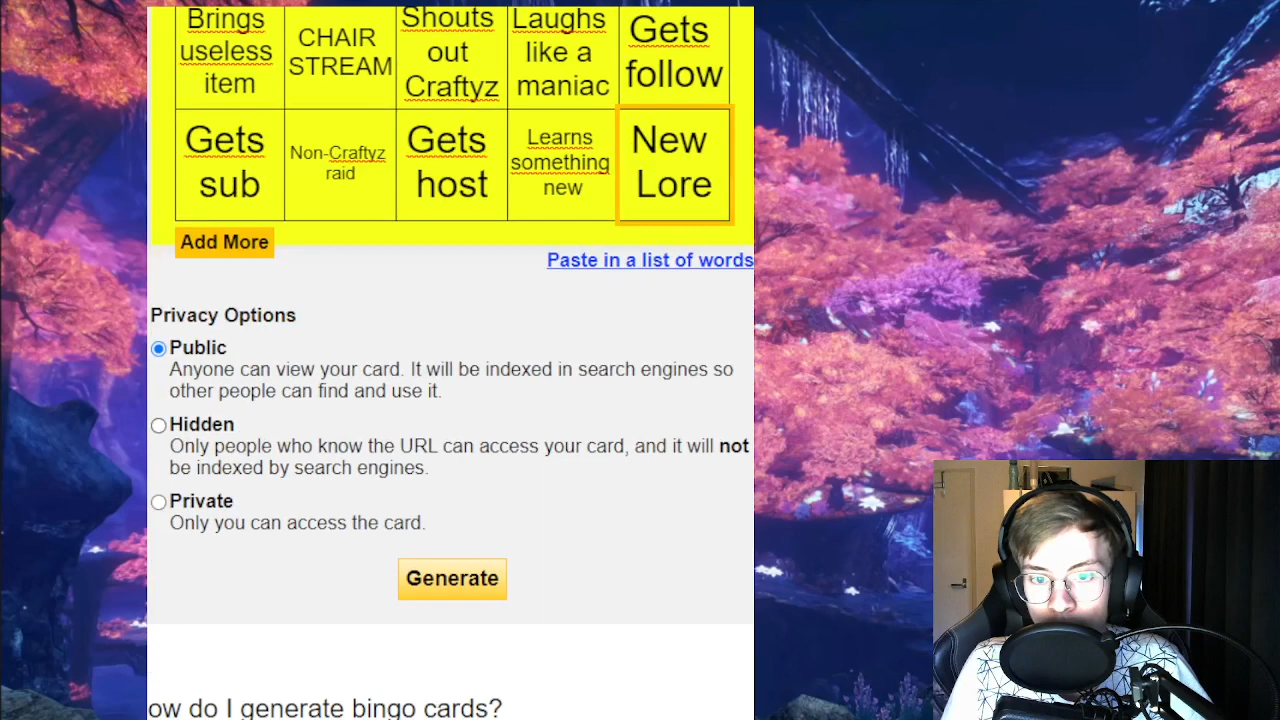 Brings
useless
item
CHAIR
STREAM
Shouts
out
Craftyz
Laughs
like a
maniac
Gets
follow
Gets
sub
Non-Craftyz
raid
Gets
host
Learns
something
new
New
Lore
Add More
Paste in a list of words
Privacy Options
Public
Anyone can view your card. It will be indexed in search engines so
other people can find and use it.
Hidden
Only people who know the URL can access your card, and it will not
be indexed by search engines.
Private
Only you can access the card.
Generate
ow do I generate bingo cards?